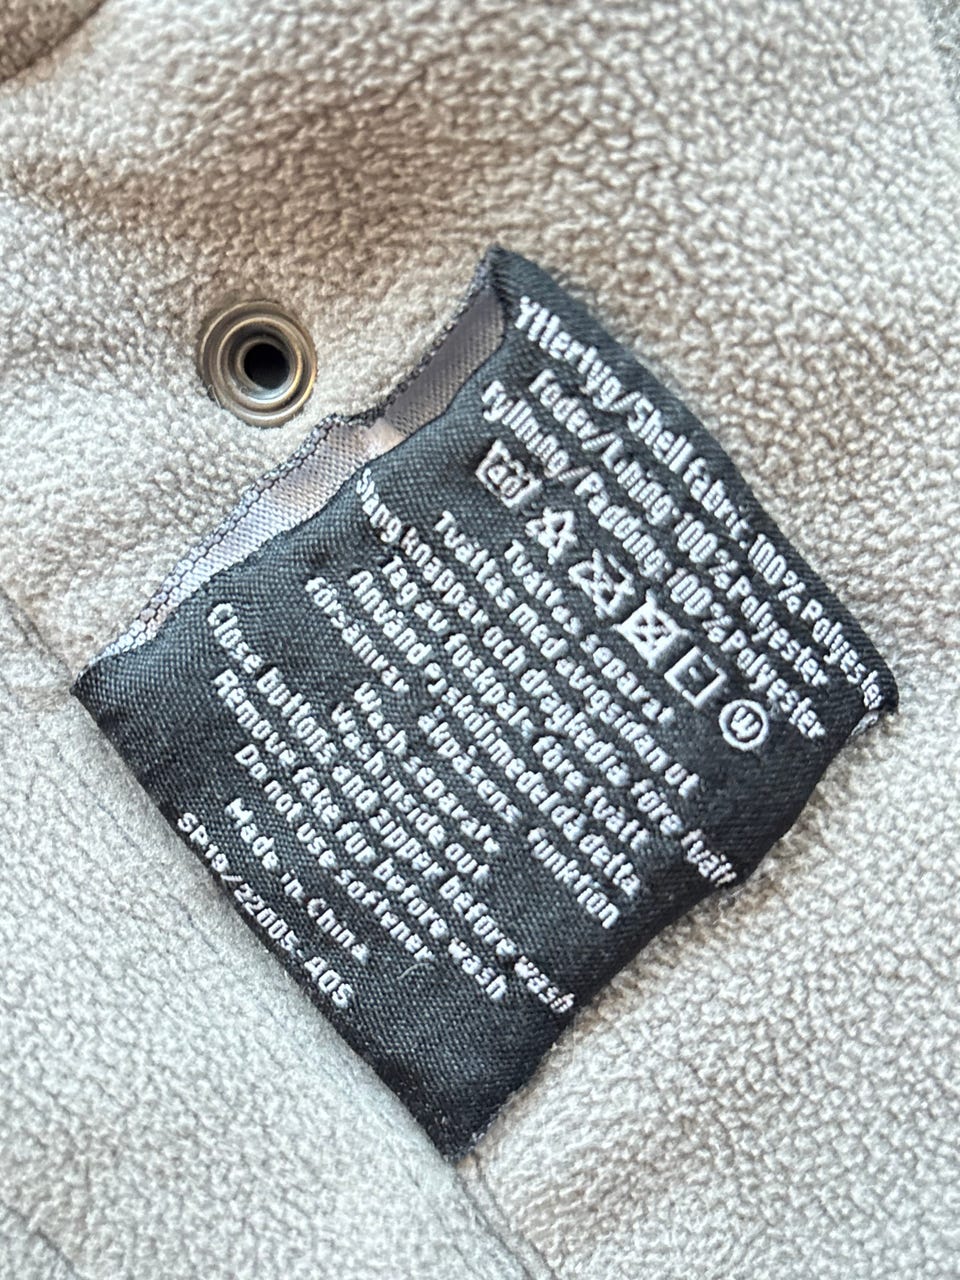 Yttertyg/Shell fabric: 100% Polyester
Foder/Lining: 100% Polyester
Fyllning/Padding: 100% Polyester
Tvättas separat
Tvättas med avigsidan ut
Stäng knappar och dragkedja före tvätt
Tag av fuskpäls före tvätt
Använd ej sköljmedel då detta
försämrar
funktion
Wash separate
Wash inside out
Close buttons and zipper before wash
Remove fake fur before wash
Do not use softener
Made in China
SP19/22005-AOS